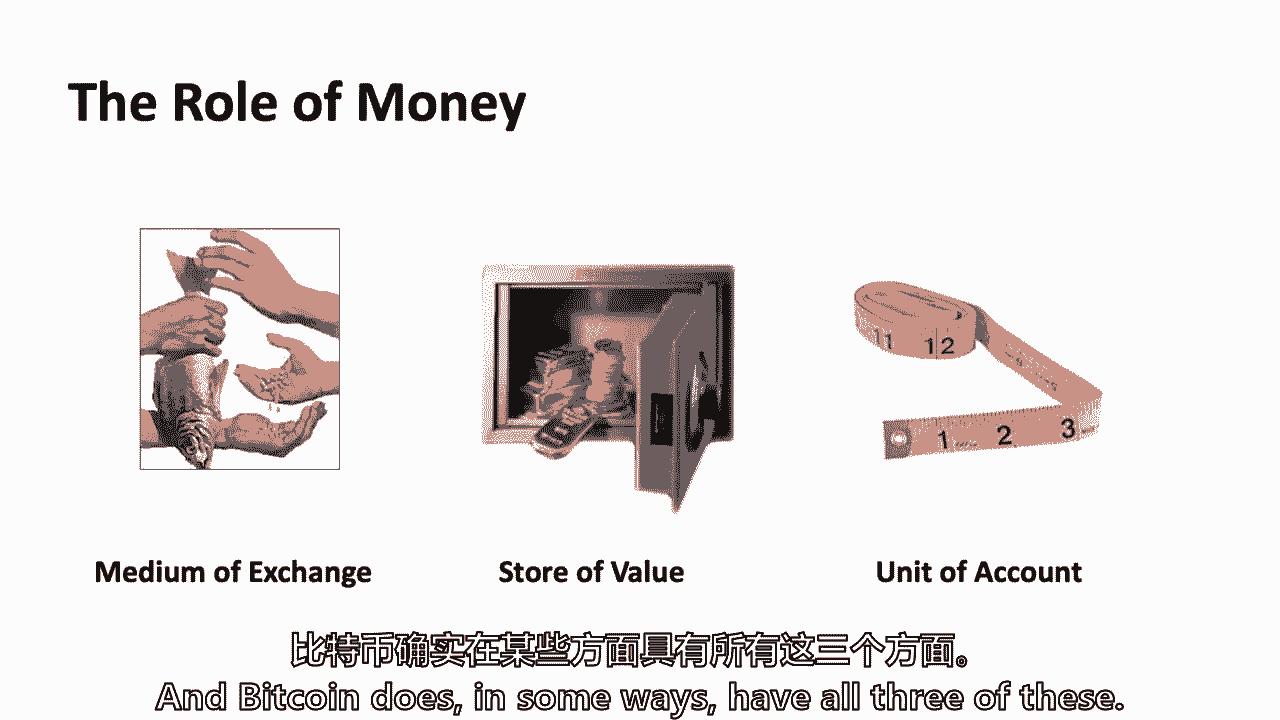 The Role of Money
11 12
1 2 3
Medium of Exchange
Store of Value
Unit of Account
比特币确实在某些方面具有所有这三个方面。
And Bitcoin does, in some ways, have all three of these.